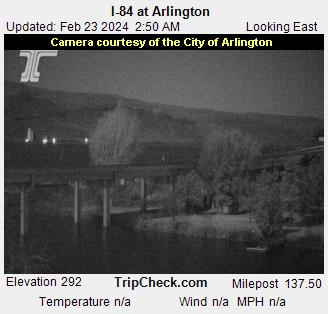 I-84 at Arlington
Updated: Feb 23 2024 2:50 AM Looking East
Camera courtesy of the City of Arlington
Elevation 292 TripCheck.com Milepost 137.50
Temperature n/a Wind n/a MPH n/a